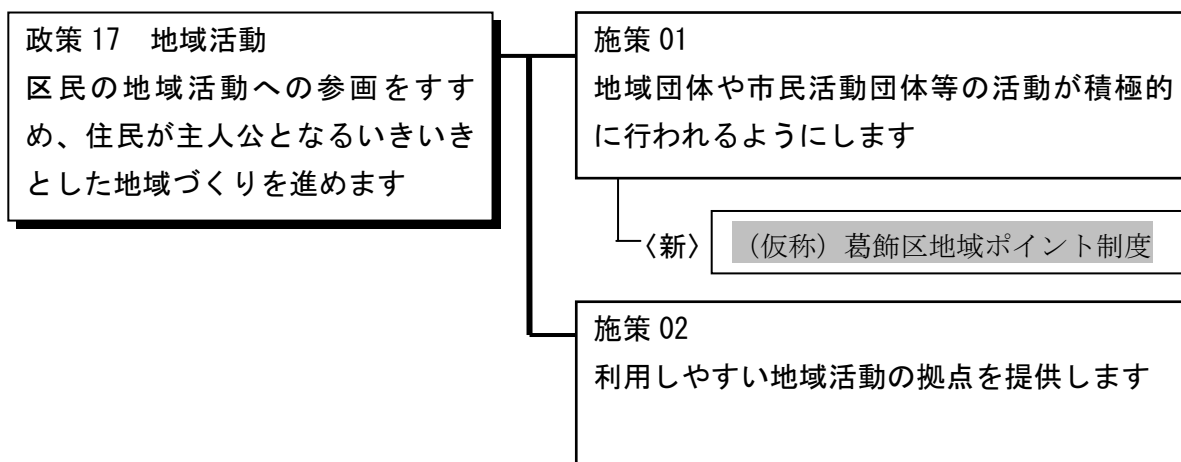 政策 17　地域活動
区民の地域活動への参画をすす
め、住民が主人公となるいきいき
とした地域づくりを進めます
施策 01
地域団体や市民活動団体等の活動が積極的
に行われるようにします
〈新〉 （仮称）葛飾区地域ポイント制度
施策 02
利用しやすい地域活動の拠点を提供します